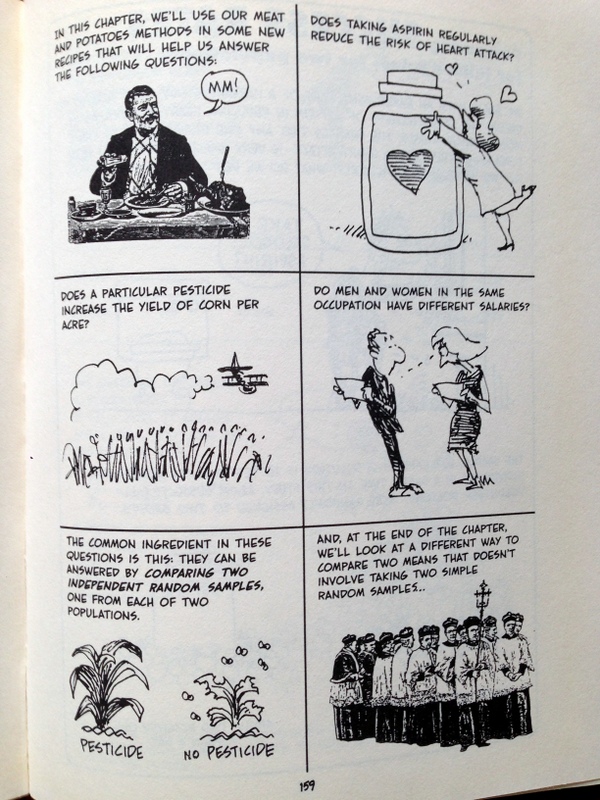 IN THIS CHAPTER, WE'LL USE OUR MEAT
AND POTATOES METHODS IN SOME NEW
RECIPES THAT WILL HELP US ANSWER
THE FOLLOWING QUESTIONS:
MM!
DOES TAKING ASPIRIN REGULARLY
REDUCE THE RISK OF HEART ATTACK?
DOES A PARTICULAR PESTICIDE
INCREASE THE YIELD OF CORN PER
ACRE?
DO MEN AND WOMEN IN THE SAME
OCCUPATION HAVE DIFFERENT SALARIES?
THE COMMON INGREDIENT IN THESE
QUESTIONS IS THIS: THEY CAN BE
ANSWERED BY COMPARING TWO
INDEPENDENT RANDOM SAMPLES,
ONE FROM EACH OF TWO
POPULATIONS.
PESTICIDE
NO PESTICIDE
AND, AT THE END OF THE CHAPTER,
WE'LL LOOK AT A DIFFERENT WAY TO
COMPARE TWO MEANS THAT DOESN'T
INVOLVE TAKING TWO SIMPLE
RANDOM SAMPLES...
159